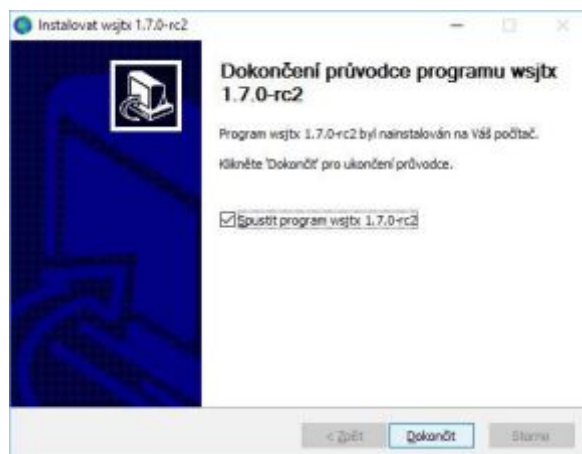 Instalovat wsjtx 1.7.0-rc2
Dokončení průvodce programu wsjtx
1.7.0-rc2
Program wsjtx 1.7.0-rc2 byl nainstalován na Váš počítač.
Klikněte 'Dokončit' pro ukončení průvodce.
Spustit program wsjtx 1.7.0-rc2
< Zpět
Dokončit
Storno